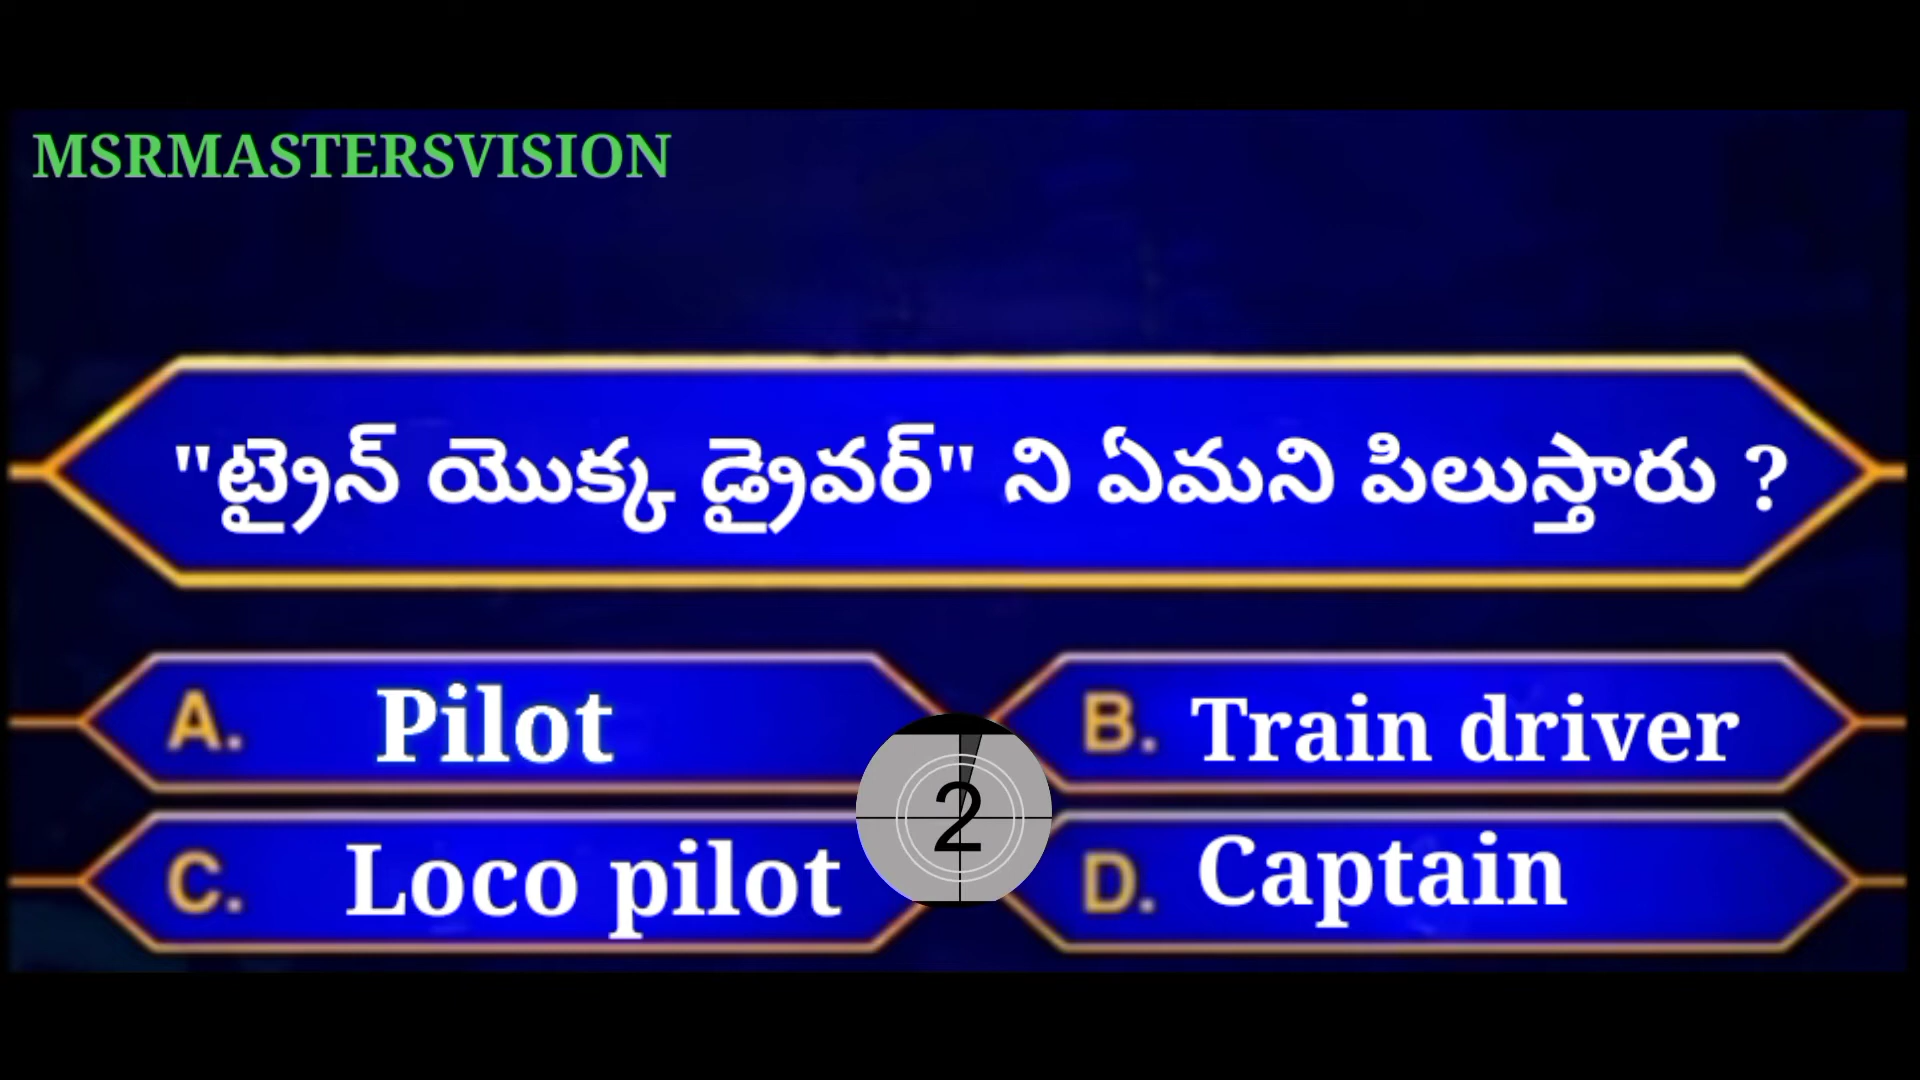 MSRMASTERSVISION
"ట్రైన్ యొక్క డ్రైవర్" ని ఏమని పిలుస్తారు ?
A. Pilot
B. Train driver
2
C. Loco pilot
D. Captain